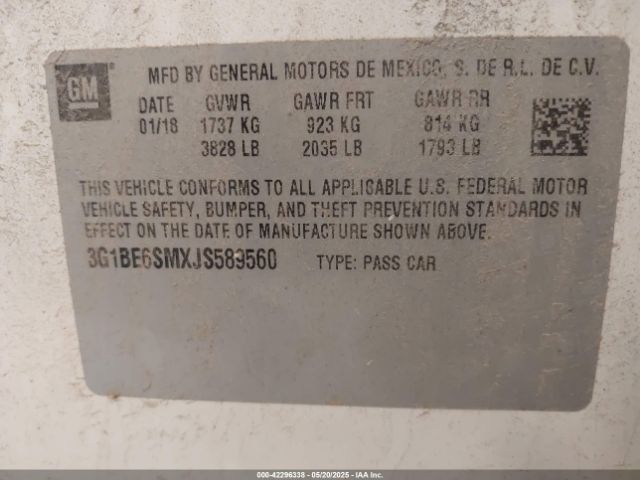 GM
MFD BY GENERAL MOTORS DE MEXICO, S. DE R.L. DE C.V.
DATE GVWR GAWR FRT GAWR RR
01/18 1737 KG 923 KG 814 KG
3828 LB 2035 LB 1793 LB
THIS VEHICLE CONFORMS TO ALL APPLICABLE U.S. FEDERAL MOTOR
VEHICLE SAFETY, BUMPER, AND THEFT PREVENTION STANDARDS IN
EFFECT ON THE DATE OF MANUFACTURE SHOWN ABOVE.
3G1BE6SMXJS589560 TYPE: PASS CAR
000-42296338 - 05/20/2025 - IAA Inc.